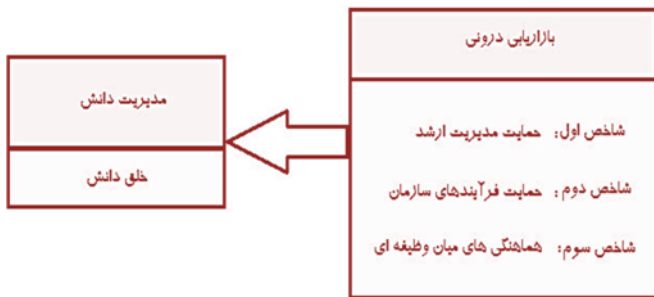 بازاریابی درونی
شاخص اول: حمایت مدیریت ارشد
شاخص دوم: حمایت فرآیندهای سازمان
شاخص سوم: هماهنگی های میان وظیفه ای
مدیریت دانش
خلق دانش